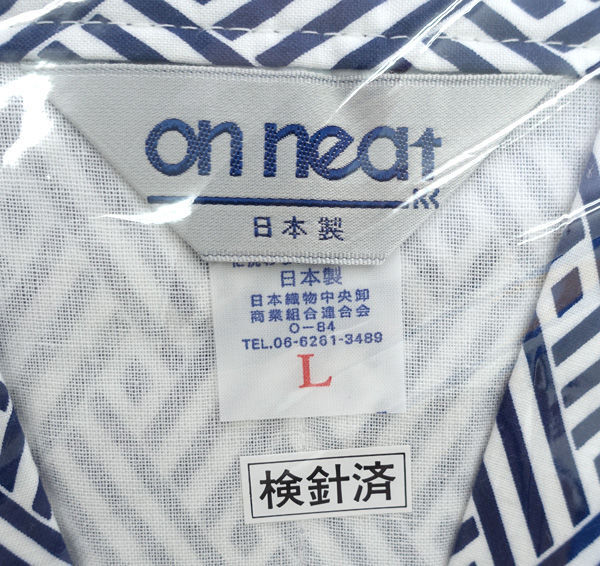 on neat
日本製
日本製
日本織物中央卸
商業組合連合会
O-84
TEL.06-6261-3489
L
検針済